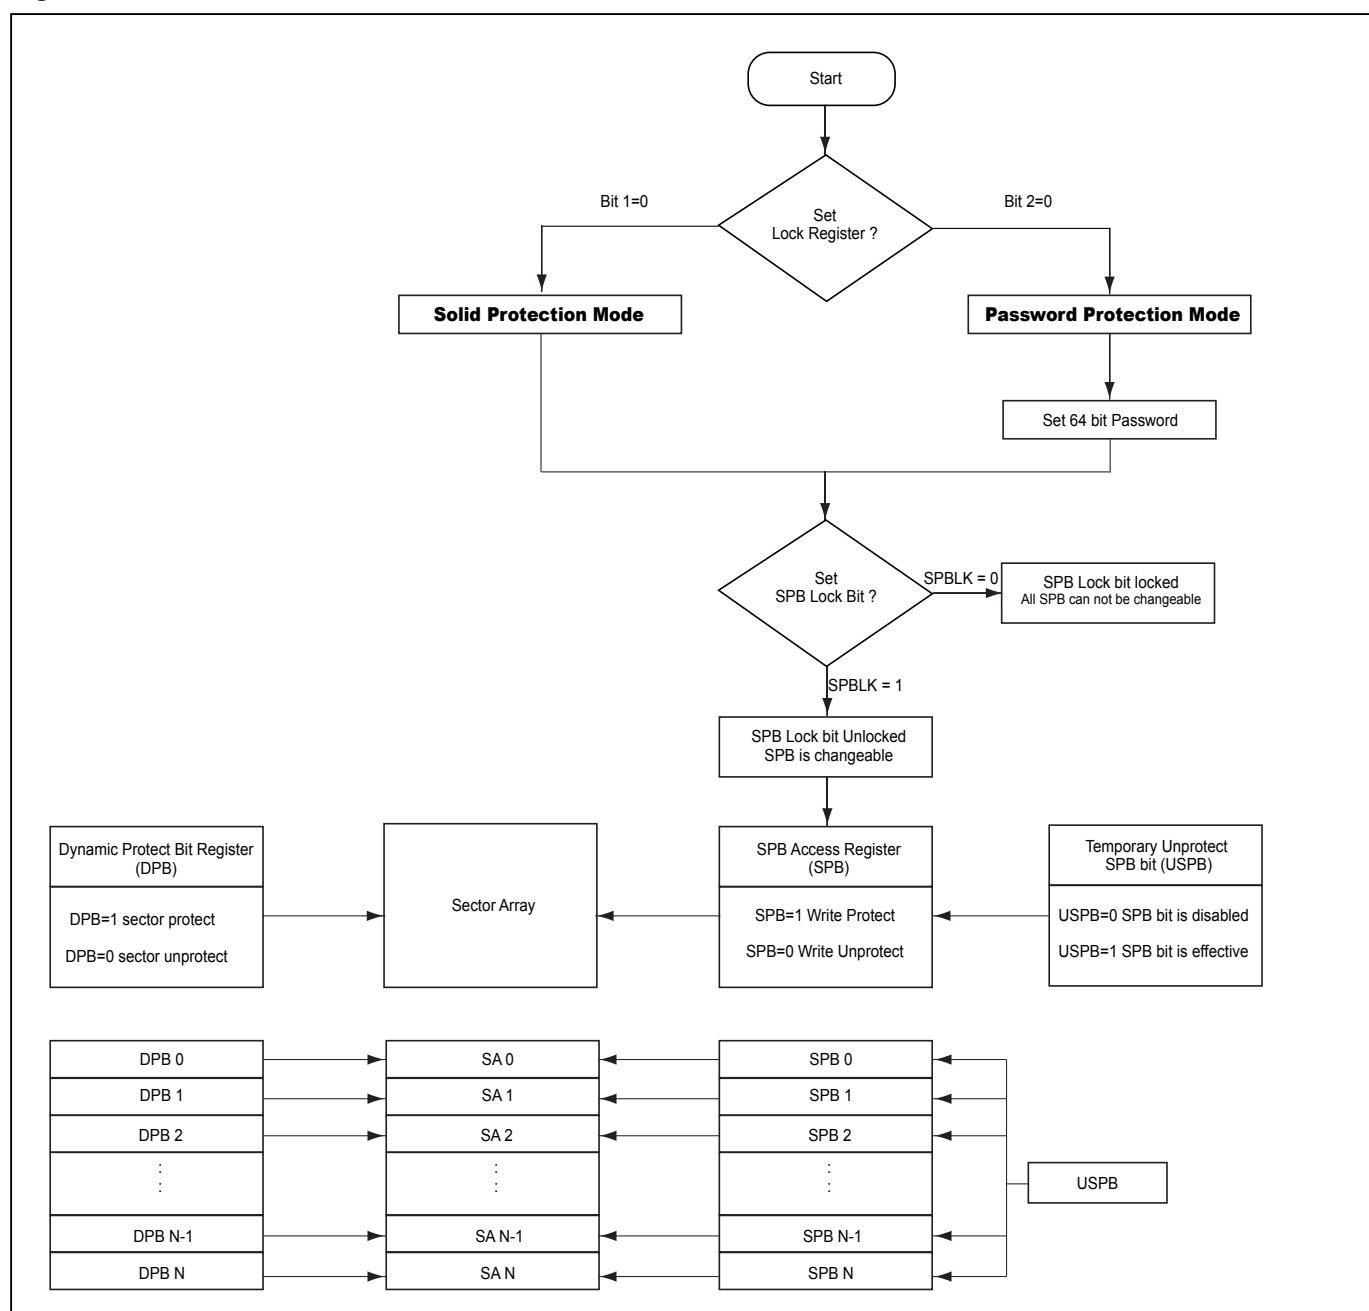 Start
Bit 1=0
Bit 2=0
Set
Lock Register ?
Solid Protection Mode
Password Protection Mode
Set 64 bit Password
Set
SPB Lock Bit ?
SPBLK = 0
SPB Lock bit locked
All SPB can not be changeable
SPBLK = 1
SPB Lock bit Unlocked
SPB is changeable
Dynamic Protect Bit Register
(DPB)
DPB=1 sector protect
DPB=0 sector unprotect
Sector Array
SPB Access Register
(SPB)
SPB=1 Write Protect
SPB=0 Write Unprotect
Temporary Unprotect
SPB bit (USPB)
USPB=0 SPB bit is disabled
USPB=1 SPB bit is effective
DPB 0
SA 0
SPB 0
DPB 1
SA 1
SPB 1
DPB 2
SA 2
SPB 2
USPB
DPB N-1
SA N-1
SPB N-1
DPB N
SA N
SPB N